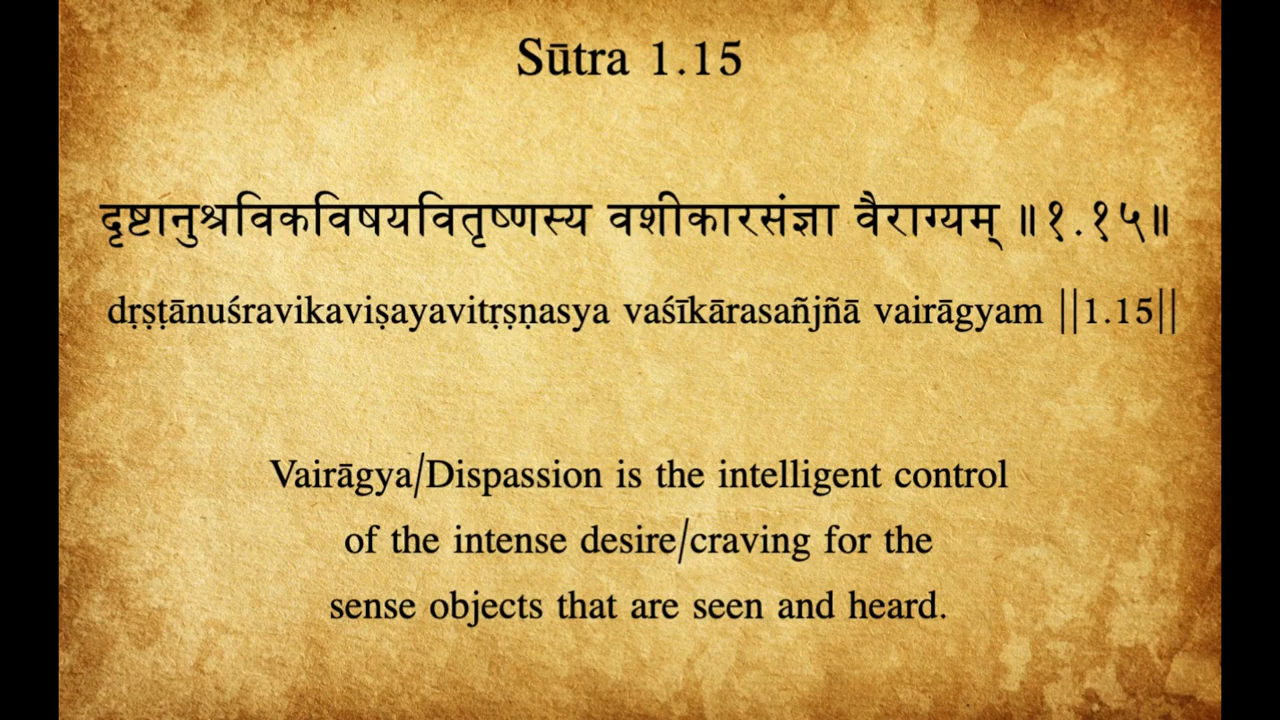 Sūtra 1.15
दृष्टानुश्रविकविषयवितृष्णस्य वशीकारसंज्ञा वैराग्यम् ॥१.१५॥
dṛṣṭānuśravikaviṣayavitṛṣṇasya vaśīkārasañjñā vairāgyam ||1.15||
Vairāgya/Dispassion is the intelligent control
of the intense desire/craving for the
sense objects that are seen and heard.